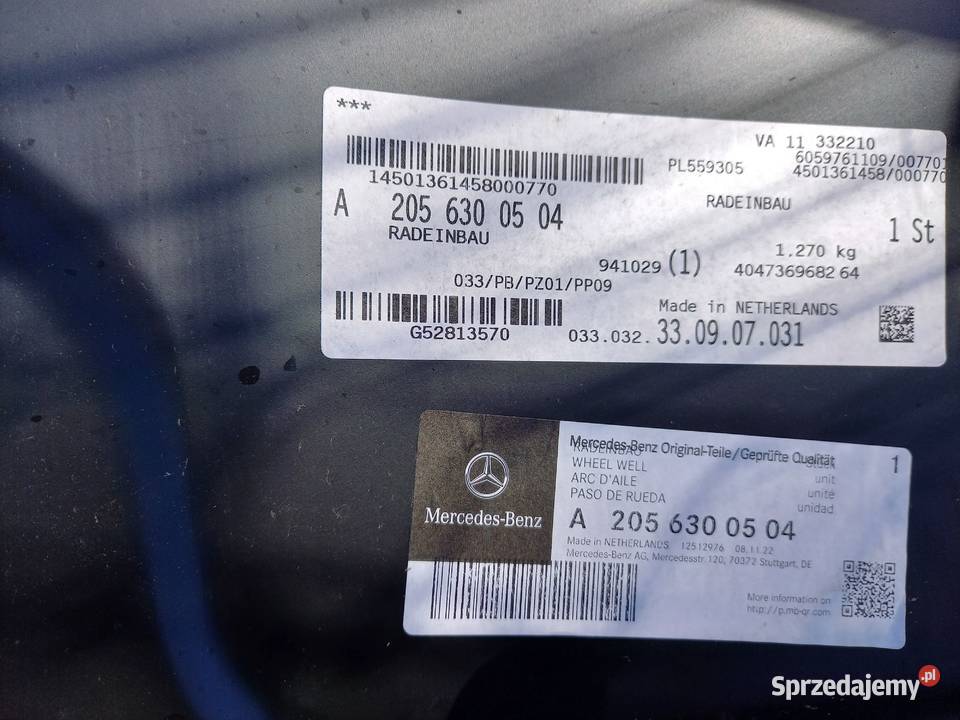 ***
VA 11 332210
14501361458000770
PL559305
6059761109/007701
4501361458/000770
A 205 630 05 04
RADEINBAU
RADEINBAU
1 St
1,270 kg
941029 (1)
4047369682 64
033/PB/PZ01/PP09
Made in NETHERLANDS
G52813570
033.032. 33.09.07.031
Mercedes-Benz
Mercedes-Benz Original-Teile/Geprüfte Qualität
RADEINBAU
1
WHEEL WELL
unit
ARC D'AILE
unité
PASO DE RUEDA
unidad
A 205 630 05 04
Made in NETHERLANDS 12512976 08.11.22
Mercedes-Benz AG, Mercedesstr. 120, 70372 Stuttgart, DE
More information on
http://p.mb-qr.com
Sprzedajemy.pl